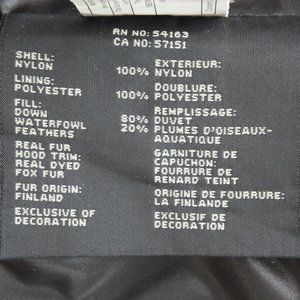 RN NO: 54163
CA NO: 57151
SHELL:
NYLON
LINING:
POLYESTER
FILL:
DOWN
WATERFOWL
FEATHERS
REAL FUR
HOOD TRIM:
REAL DYED
FOX FUR
FUR ORIGIN:
FINLAND
EXCLUSIVE OF
DECORATION
100%
100%
80%
20%
EXTERIEUR:
NYLON
DOUBLURE:
POLYESTER
REMPLISSAGE:
DUVET
PLUMES D'OISEAUX-
AQUATIQUE
GARNITURE DE
CAPUCHON:
FOURRURE DE
RENARD TEINT
ORIGINE DE FOURRURE:
LA FINLANDE
EXCLUSIF DE
DECORATION